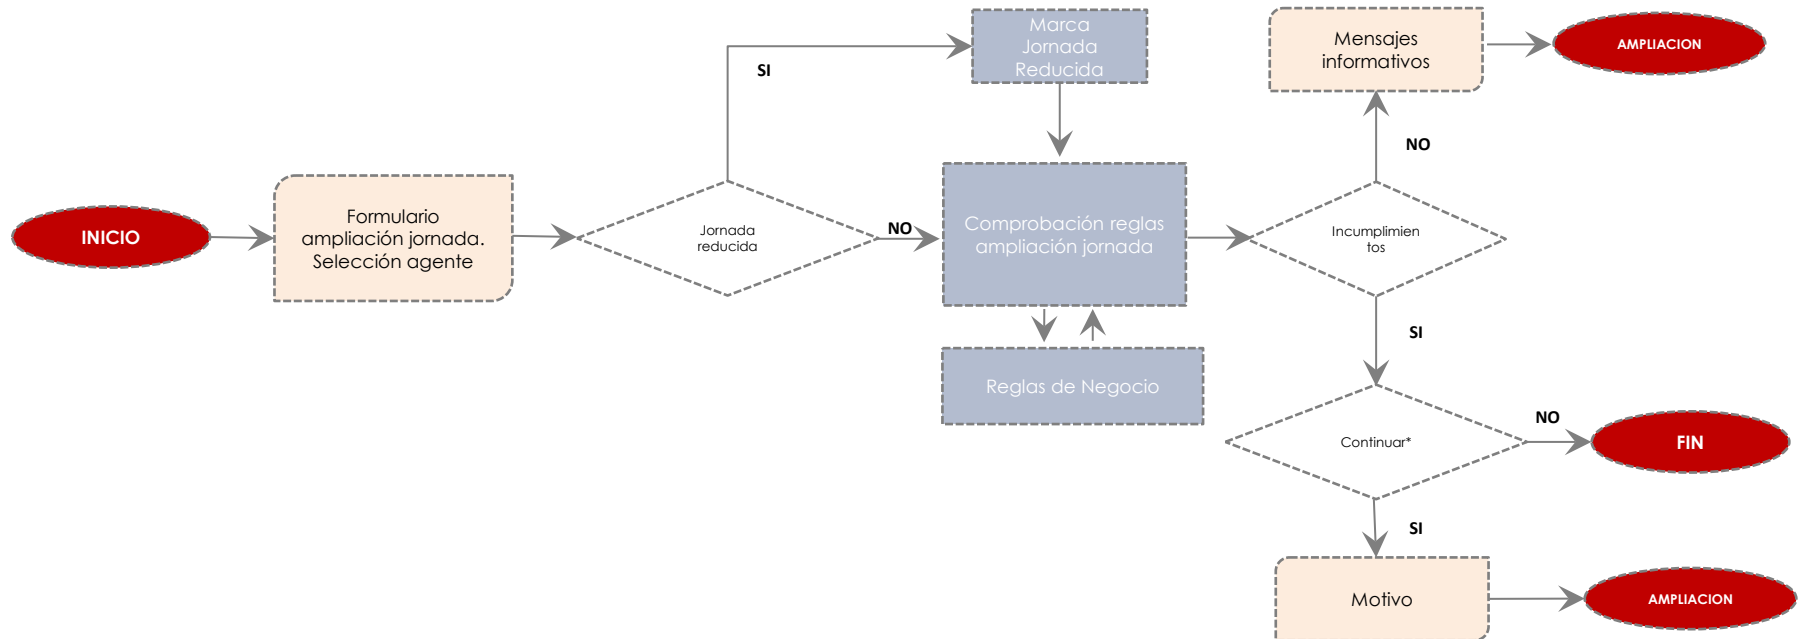 INICIO
Formulario
ampliación jornada.
Selección agente
Jornada
reducida
SI
NO
Marca
Jornada
Reducida
Comprobación reglas
ampliación jornada
Reglas de Negocio
Incumplimien
tos
NO
Mensajes
informativos
AMPLIACION
SI
Continuar*
NO
FIN
SI
Motivo
AMPLIACION